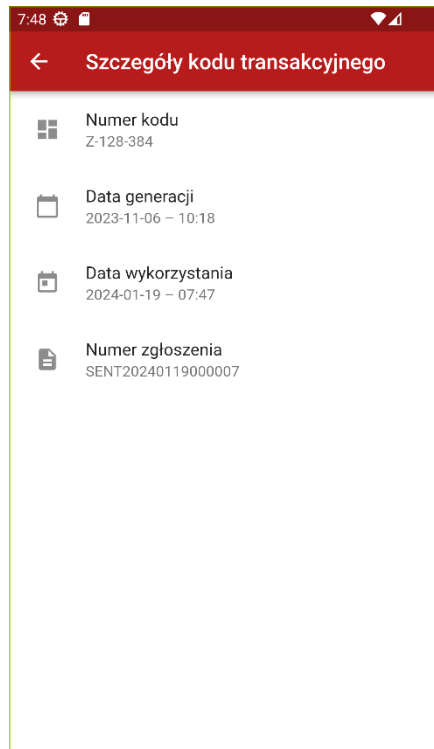 7:48
Szczegóły kodu transakcyjnego
Numer kodu
Z-128-384
Data generacji
2023-11-06 – 10:18
Data wykorzystania
2024-01-19 – 07:47
Numer zgłoszenia
SENT20240119000007